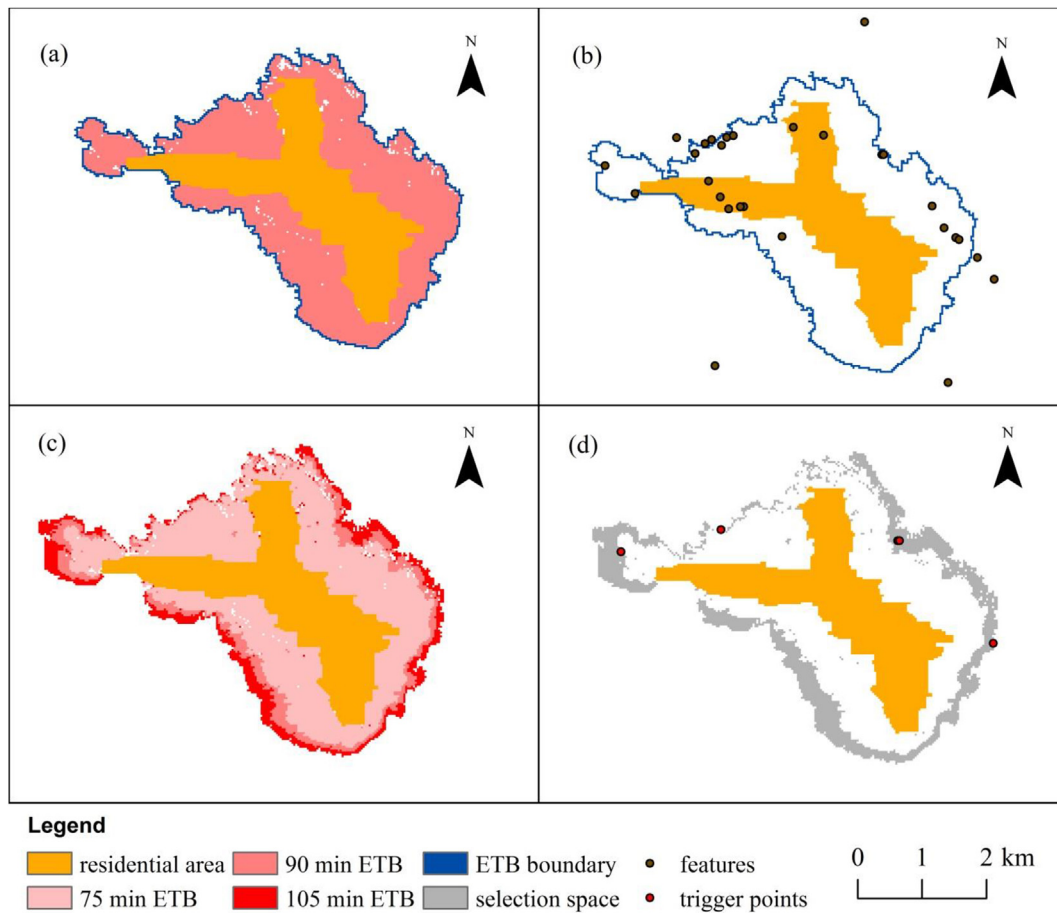 (a)
N
(b)
N
(c)
N
(d)
N
Legend
residential area
90 min ETB
ETB boundary
features
75 min ETB
105 min ETB
selection space
trigger points
0 1 2 km